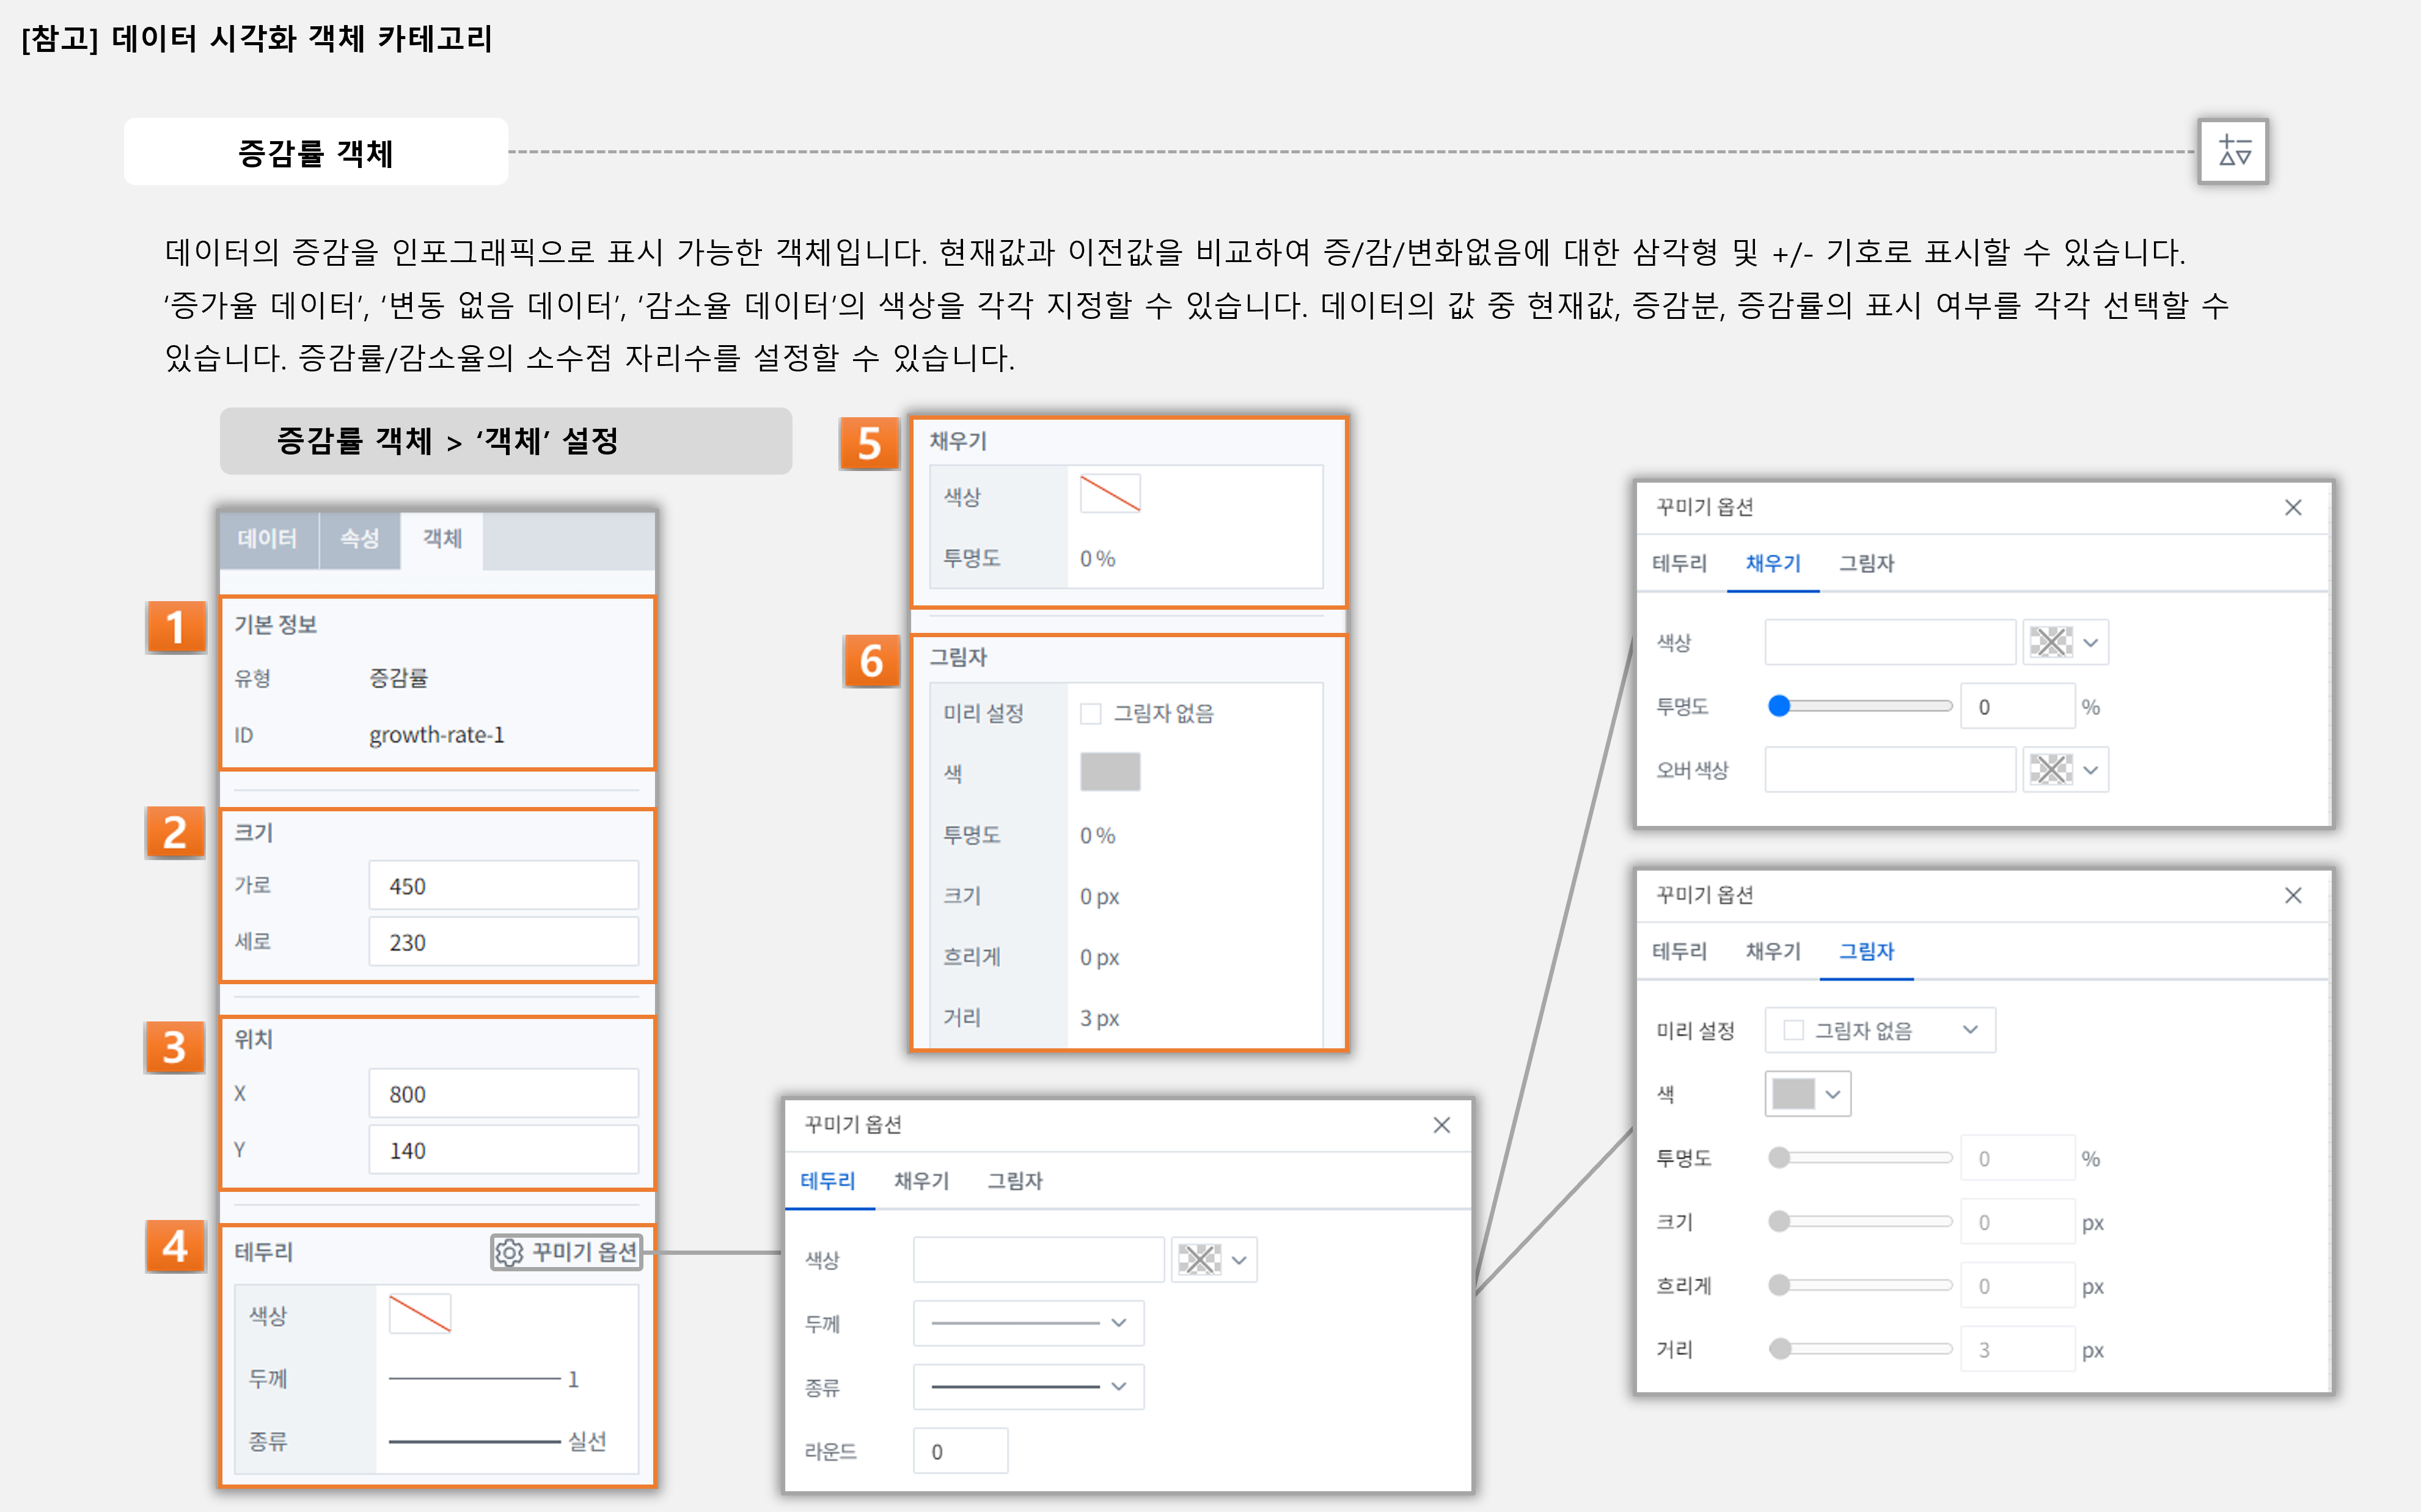 [참고] 데이터 시각화 객체 카테고리
증감률 객체
데이터의 증감을 인포그래픽으로 표시 가능한 객체입니다. 현재값과 이전값을 비교하여 증/감/변화없음에 대한 삼각형 및 +/- 기호로 표시할 수 있습니다.
‘증가율 데이터’, ‘변동 없음 데이터’, ‘감소율 데이터’의 색상을 각각 지정할 수 있습니다. 데이터의 값 중 현재값, 증감분, 증감률의 표시 여부를 각각 선택할 수
있습니다. 증감률/감소율의 소수점 자리수를 설정할 수 있습니다.
증감률 객체 > ‘객체’ 설정
데이터 속성 객체
1
기본 정보
유형 증감률
ID growth-rate-1
2
크기
가로 450
세로 230
3
위치
X 800
Y 140
4
테두리 꾸미기 옵션
색상
두께 1
종류 실선
5
채우기
색상
투명도 0 %
6
그림자
미리 설정 그림자 없음
색
투명도 0 %
크기 0 px
흐리게 0 px
거리 3 px
꾸미기 옵션
테두리 채우기 그림자
색상
두께
종류
라운드 0
꾸미기 옵션
테두리 채우기 그림자
색상
투명도 0 %
오버 색상
꾸미기 옵션
테두리 채우기 그림자
미리 설정 그림자 없음
색
투명도 0 %
크기 0 px
흐리게 0 px
거리 3 px